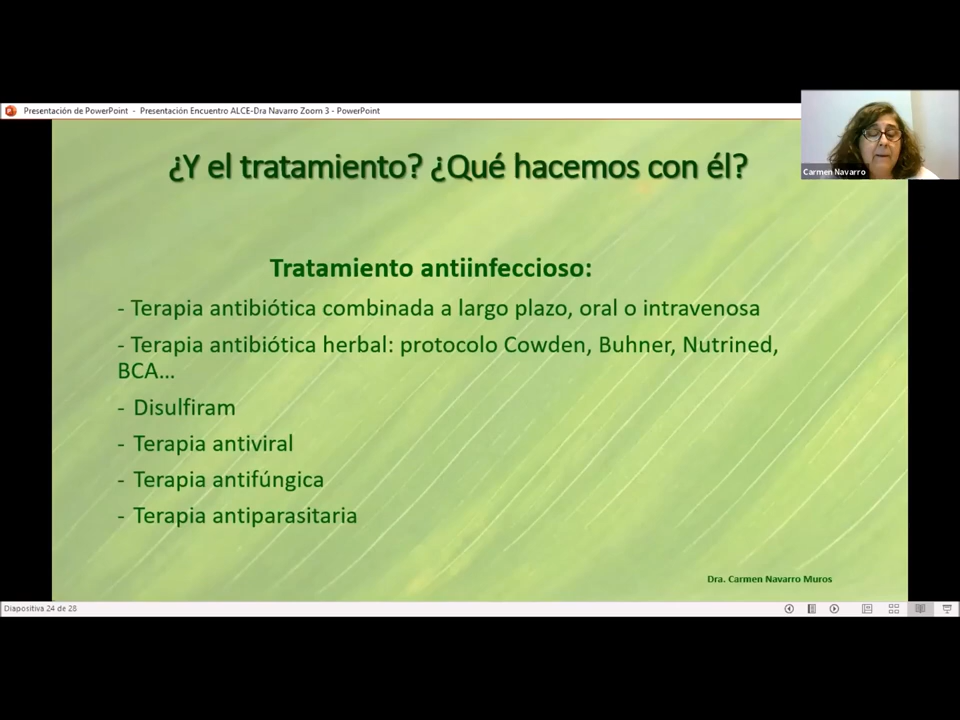 Presentación de PowerPoint - Presentación Encuentro ALCE-Dra Navarro Zoom 3 - PowerPoint
¿Y el tratamiento? ¿Qué hacemos con él?
Carmen Navarro
Tratamiento antiinfeccioso:
- Terapia antibiótica combinada a largo plazo, oral o intravenosa
- Terapia antibiótica herbal: protocolo Cowden, Buhner, Nutrined,
BCA...
- Disulfiram
- Terapia antiviral
- Terapia antifúngica
- Terapia antiparasitaria
Dra. Carmen Navarro Muros
Diapositiva 24 de 28